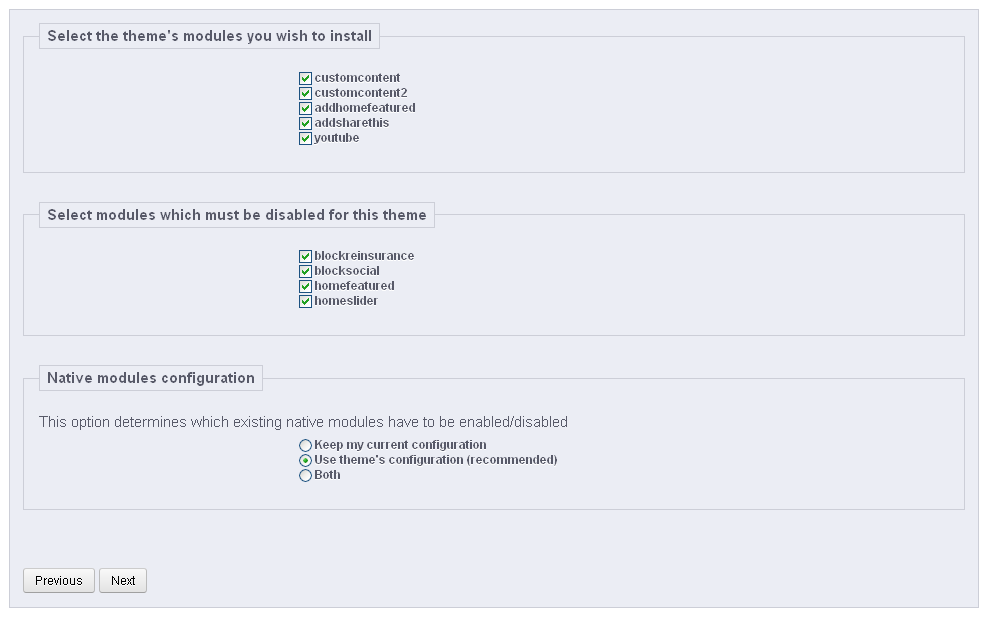 Select the theme's modules you wish to install
customcontent
customcontent2
addhomefeatured
addsharethis
youtube
Select modules which must be disabled for this theme
blockreinsurance
blocksocial
homefeatured
homeslider
Native modules configuration
This option determines which existing native modules have to be enabled/disabled
Keep my current configuration
Use theme's configuration (recommended)
Both
Previous Next